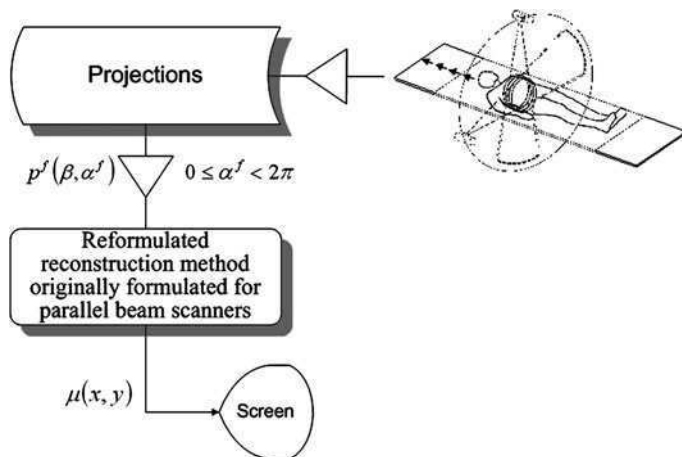 Projections
p^f(β, α^f)   0 ≤ α^f < 2π
Reformulated
reconstruction method
originally formulated for
parallel beam scanners
μ(x, y)
Screen